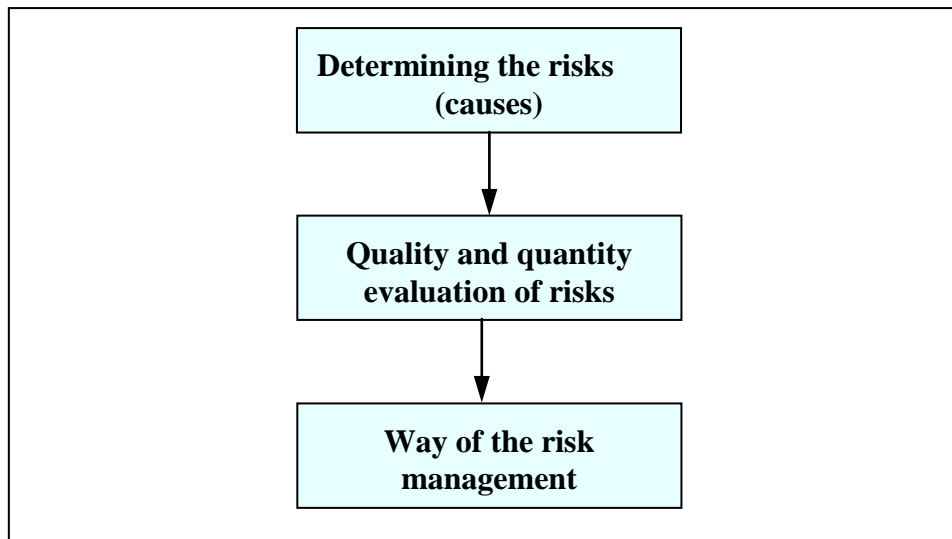 Determining the risks
(causes)
Quality and quantity
evaluation of risks
Way of the risk
management